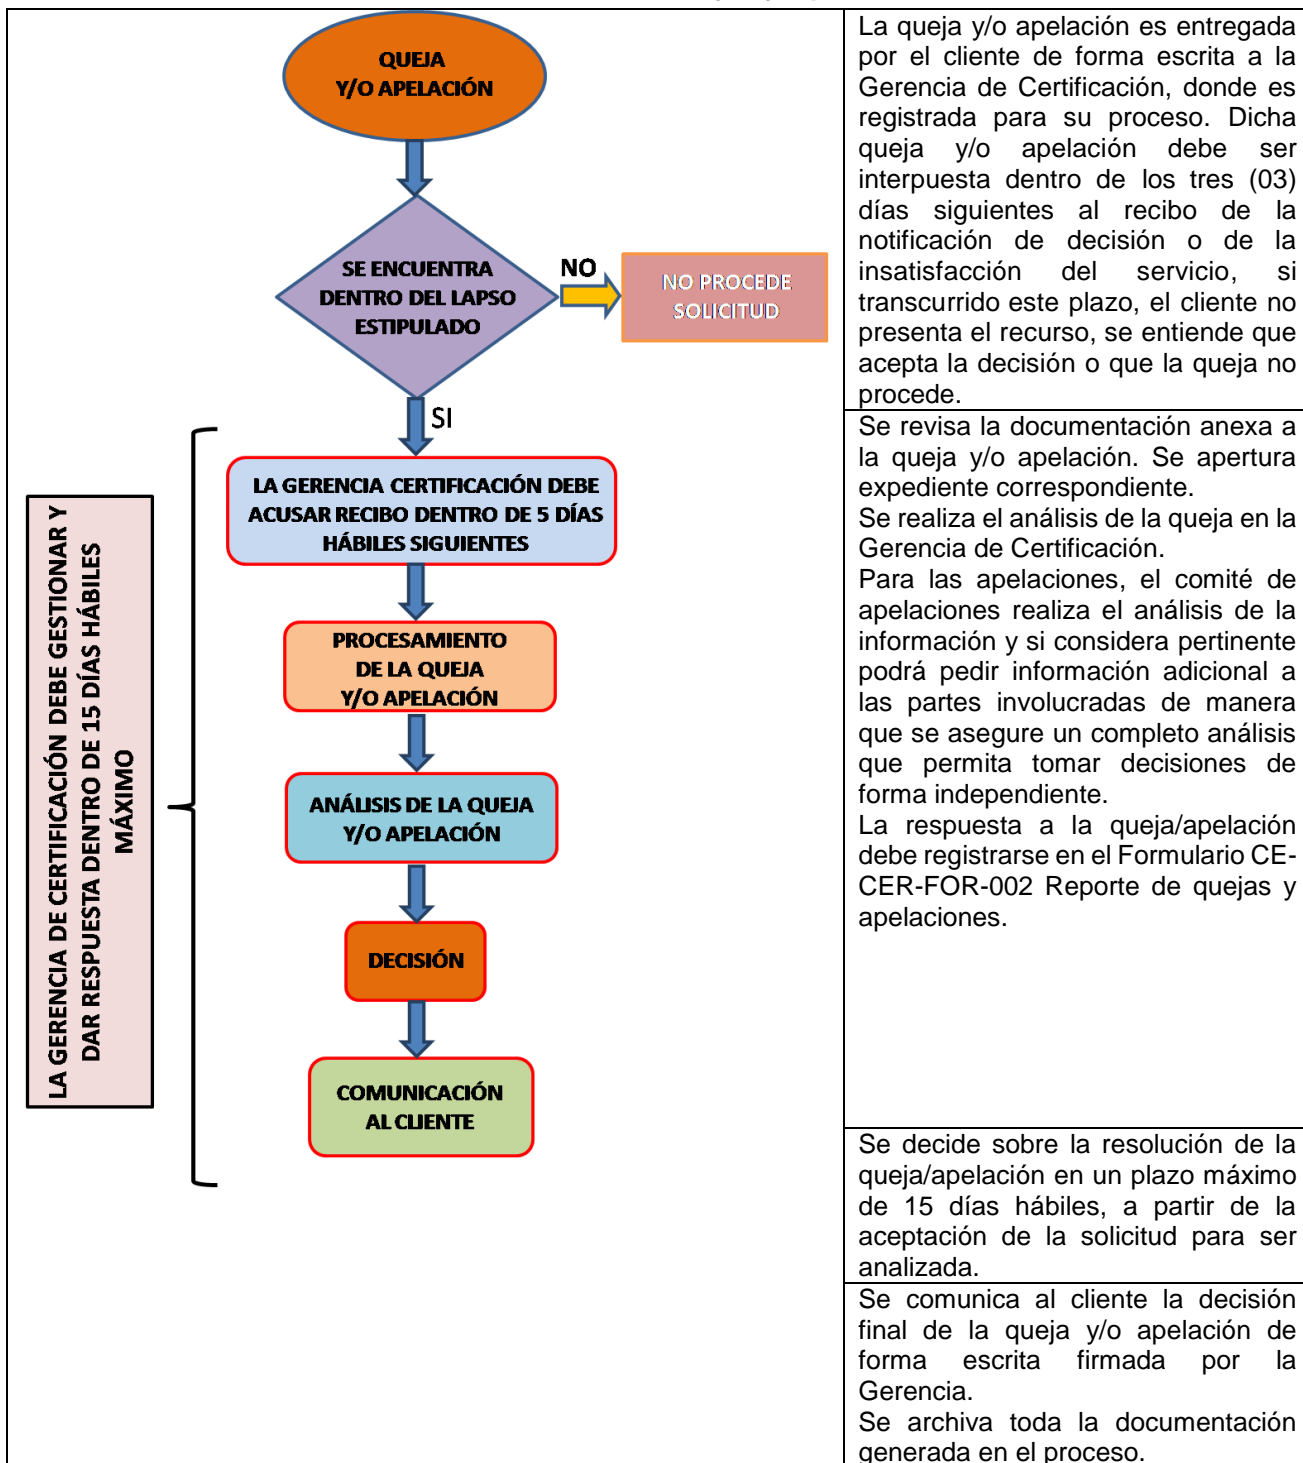 QUEJA
Y/O APELACIÓN
SE ENCUENTRA
DENTRO DEL LAPSO
ESTIPULADO
NO
NO PROCEDE
SOLICITUD
SI
LA GERENCIA CERTIFICACIÓN DEBE
ACUSAR RECIBO DENTRO DE 5 DÍAS
HÁBILES SIGUIENTES
PROCESAMIENTO
DE LA QUEJA
Y/O APELACIÓN
ANÁLISIS DE LA QUEJA
Y/O APELACIÓN
DECISIÓN
COMUNICACIÓN
AL CLIENTE
LA GERENCIA DE CERTIFICACIÓN DEBE GESTIONAR Y
DAR RESPUESTA DENTRO DE 15 DÍAS HÁBILES
MÁXIMO
La queja y/o apelación es entregada
por el cliente de forma escrita a la
Gerencia de Certificación, donde es
registrada para su proceso. Dicha
queja y/o apelación debe ser
interpuesta dentro de los tres (03)
días siguientes al recibo de la
notificación de decisión o de la
insatisfacción del servicio, si
transcurrido este plazo, el cliente no
presenta el recurso, se entiende que
acepta la decisión o que la queja no
procede.
Se revisa la documentación anexa a
la queja y/o apelación. Se apertura
expediente correspondiente.
Se realiza el análisis de la queja en la
Gerencia de Certificación.
Para las apelaciones, el comité de
apelaciones realiza el análisis de la
información y si considera pertinente
podrá pedir información adicional a
las partes involucradas de manera
que se asegure un completo análisis
que permita tomar decisiones de
forma independiente.
La respuesta a la queja/apelación
debe registrarse en el Formulario CE-
CER-FOR-002 Reporte de quejas y
apelaciones.
Se decide sobre la resolución de la
queja/apelación en un plazo máximo
de 15 días hábiles, a partir de la
aceptación de la solicitud para ser
analizada.
Se comunica al cliente la decisión
final de la queja y/o apelación de
forma escrita firmada por la
Gerencia.
Se archiva toda la documentación
generada en el proceso.